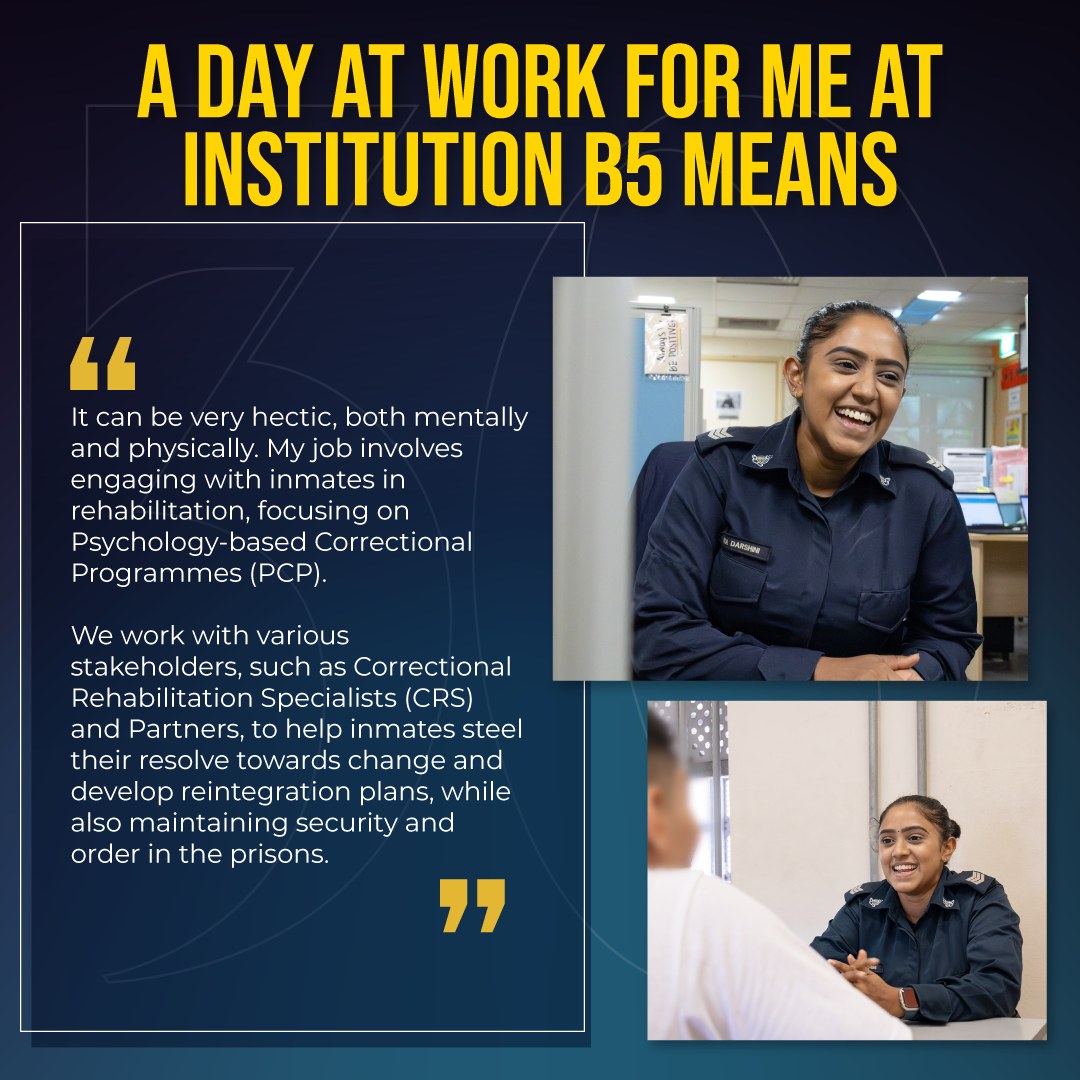 A DAY AT WORK FOR ME AT
INSTITUTION B5 MEANS
“
It can be very hectic, both mentally
and physically. My job involves
engaging with inmates in
rehabilitation, focusing on
Psychology-based Correctional
Programmes (PCP).
We work with various
stakeholders, such as Correctional
Rehabilitation Specialists (CRS)
and Partners, to help inmates steel
their resolve towards change and
develop reintegration plans, while
also maintaining security and
order in the prisons.
”
ALWAYS
BE POSITIVE
DARSHINI